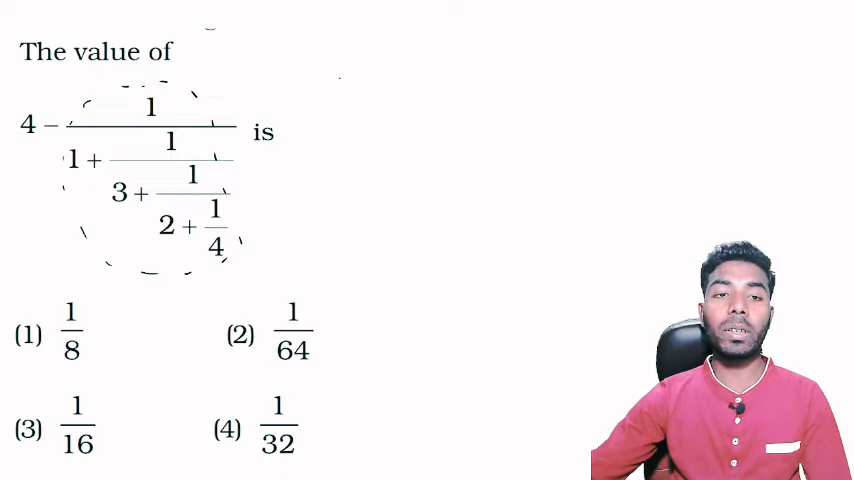 The value of
4 − 1/(1 + 1/(3 + 1/(2 + 1/4))) is
(1) 1/8 (2) 1/64
(3) 1/16 (4) 1/32